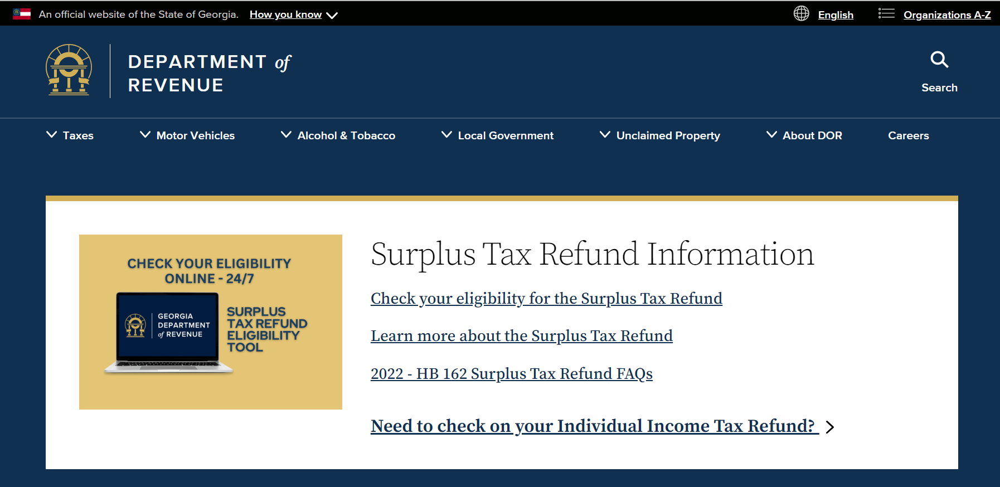 An official website of the State of Georgia. How you know
English
Organizations A-Z
DEPARTMENT of
REVENUE
Search
Taxes
Motor Vehicles
Alcohol & Tobacco
Local Government
Unclaimed Property
About DOR
Careers
CHECK YOUR ELIGIBILITY
ONLINE - 24/7
GEORGIA
DEPARTMENT
of REVENUE
SURPLUS
TAX REFUND
ELIGIBILITY
TOOL
Surplus Tax Refund Information
Check your eligibility for the Surplus Tax Refund
Learn more about the Surplus Tax Refund
2022 - HB 162 Surplus Tax Refund FAQs
Need to check on your Individual Income Tax Refund?